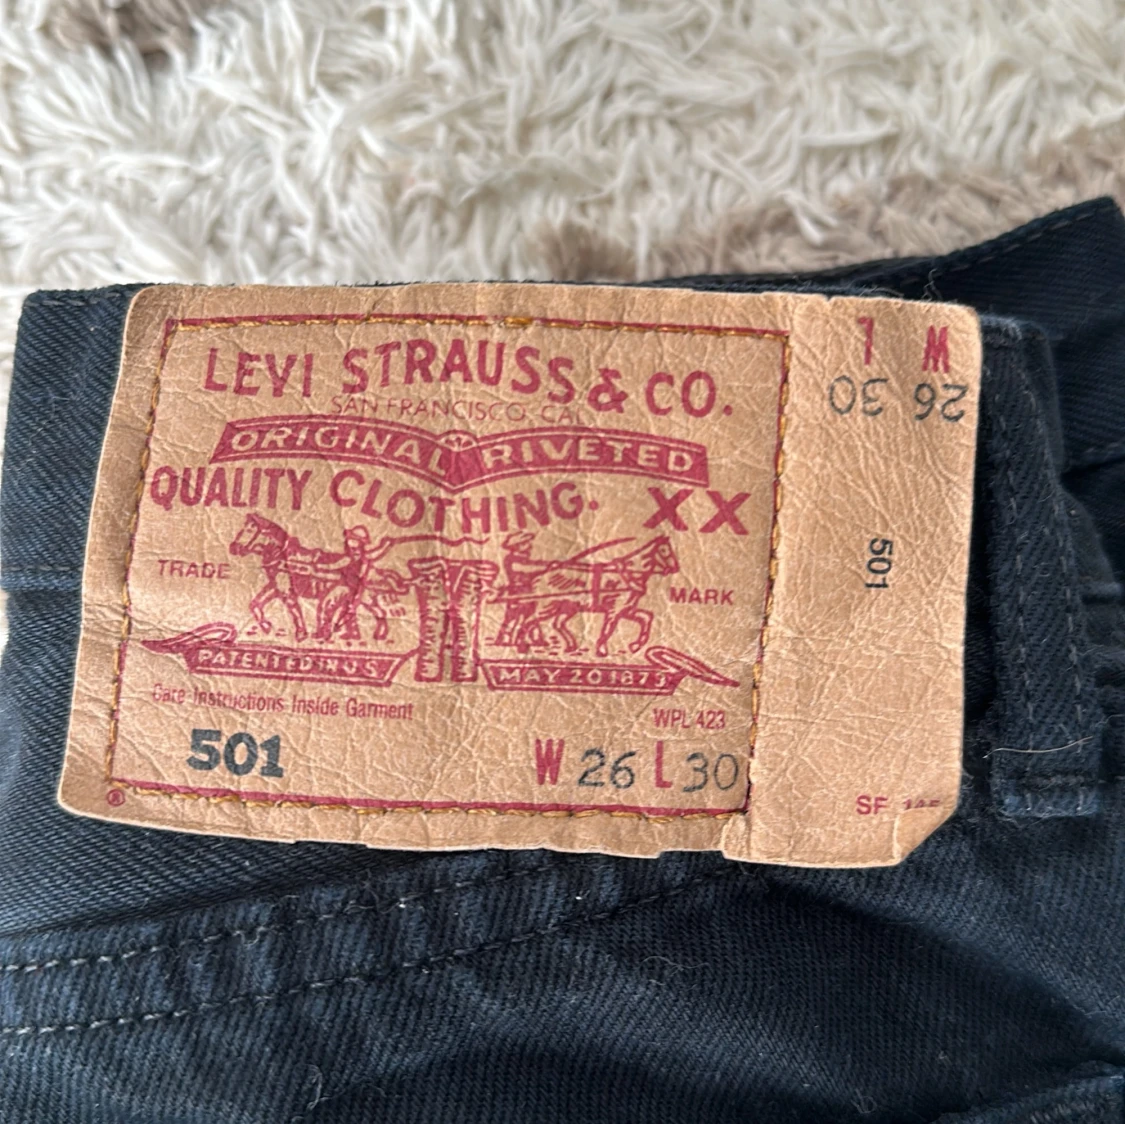 LEVI STRAUSS & CO.
SAN FRANCISCO, CAL
ORIGINAL RIVETED
QUALITY CLOTHING. XX
TRADE MARK
PATENTED IN U.S. MAY 20 1873
Care Instructions Inside Garment
WPL 423
501 W 26 L 30
®
W L
26 30
501
SF